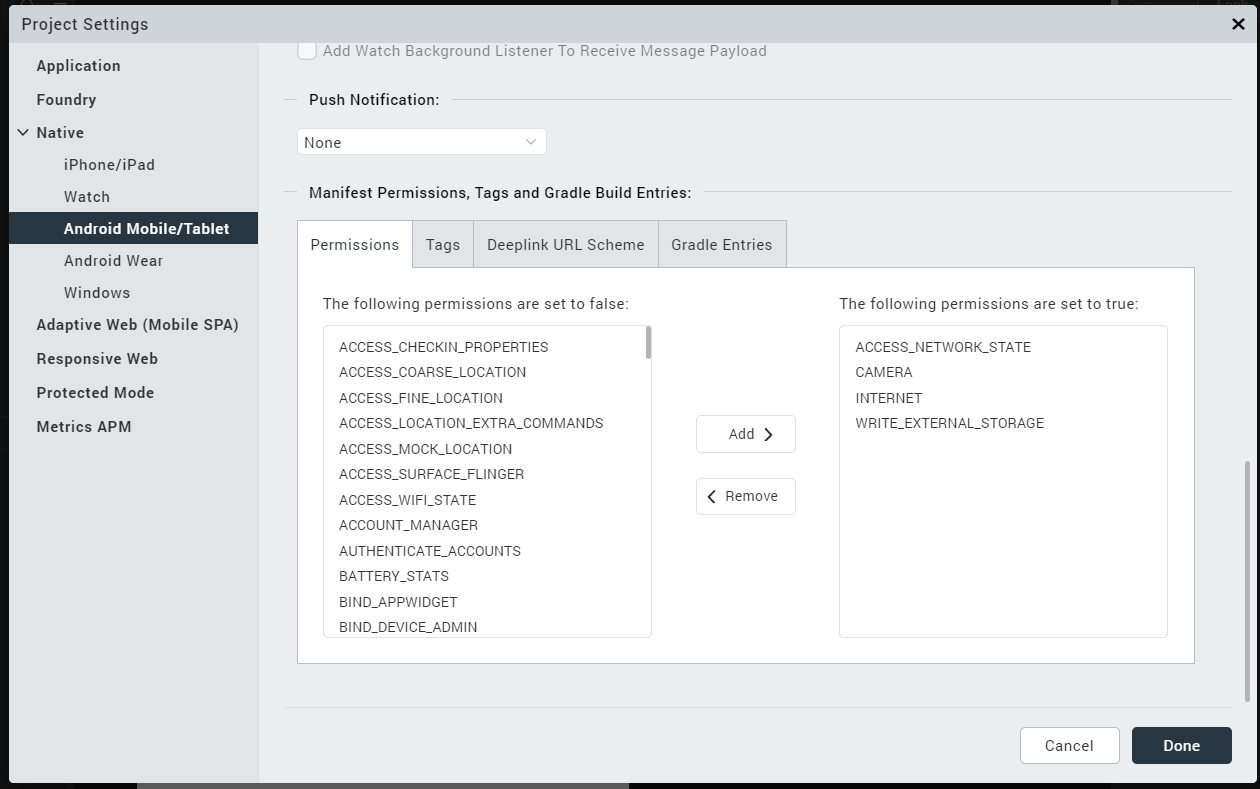 Project Settings
Application
Foundry
Native
iPhone/iPad
Watch
Android Mobile/Tablet
Android Wear
Windows
Adaptive Web (Mobile SPA)
Responsive Web
Protected Mode
Metrics APM
Add Watch Background Listener To Receive Message Payload
Push Notification:
None
Manifest Permissions, Tags and Gradle Build Entries:
Permissions Tags Deeplink URL Scheme Gradle Entries
The following permissions are set to false:
ACCESS_CHECKIN_PROPERTIES
ACCESS_COARSE_LOCATION
ACCESS_FINE_LOCATION
ACCESS_LOCATION_EXTRA_COMMANDS
ACCESS_MOCK_LOCATION
ACCESS_SURFACE_FLINGER
ACCESS_WIFI_STATE
ACCOUNT_MANAGER
AUTHENTICATE_ACCOUNTS
BATTERY_STATS
BIND_APPWIDGET
BIND_DEVICE_ADMIN
Add
Remove
The following permissions are set to true:
ACCESS_NETWORK_STATE
CAMERA
INTERNET
WRITE_EXTERNAL_STORAGE
Cancel Done